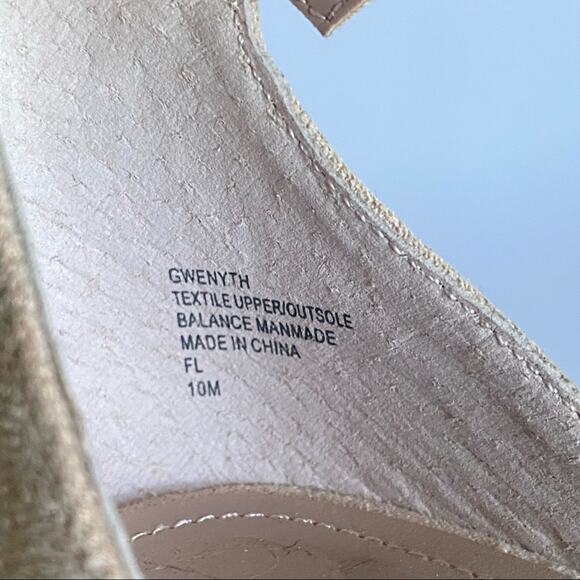 GWENYTH
TEXTILE UPPER/OUTSOLE
BALANCE MANMADE
MADE IN CHINA
FL
10M